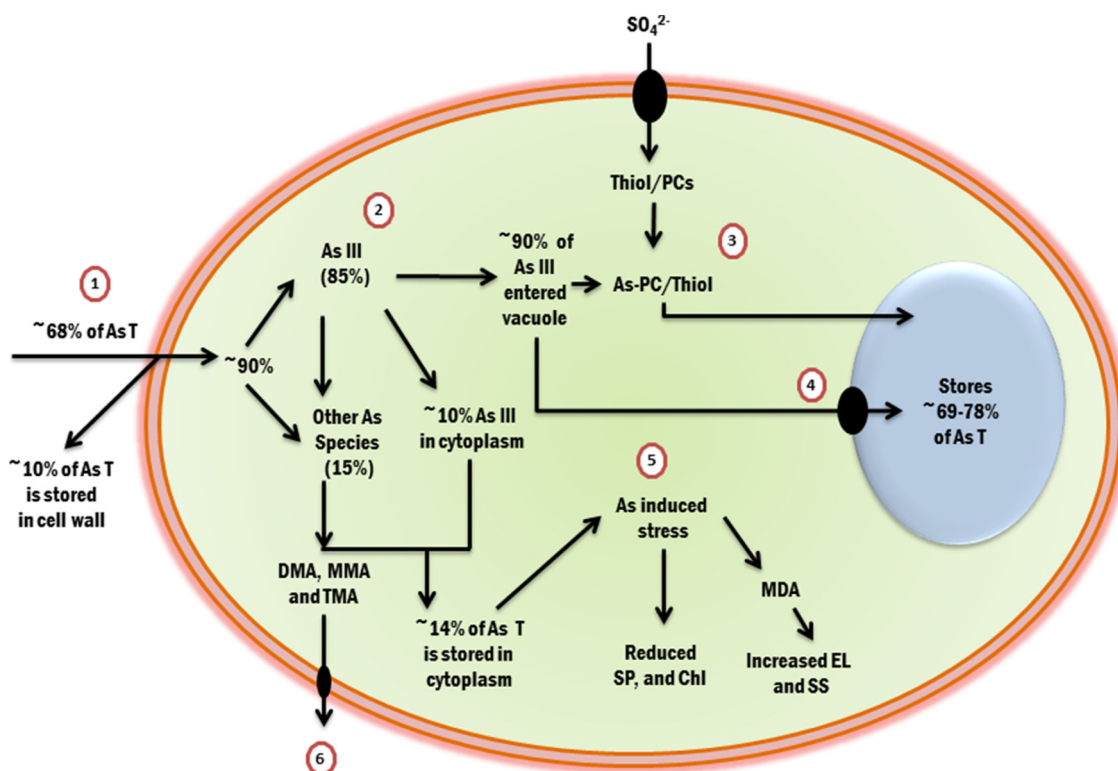 SO₄²⁻
Thiol/PCs
2
3
As III
(85%)
~90% of
As III
entered
vacuole
As-PC/Thiol
1
~68% of As T
~90%
4
Stores
~69-78%
of As T
Other As
Species
(15%)
~10% As III
in cytoplasm
~10% of As T
is stored
in cell wall
5
As induced
stress
DMA, MMA
and TMA
MDA
~14% of As T
is stored in
cytoplasm
Reduced
SP, and Chl
Increased EL
and SS
6